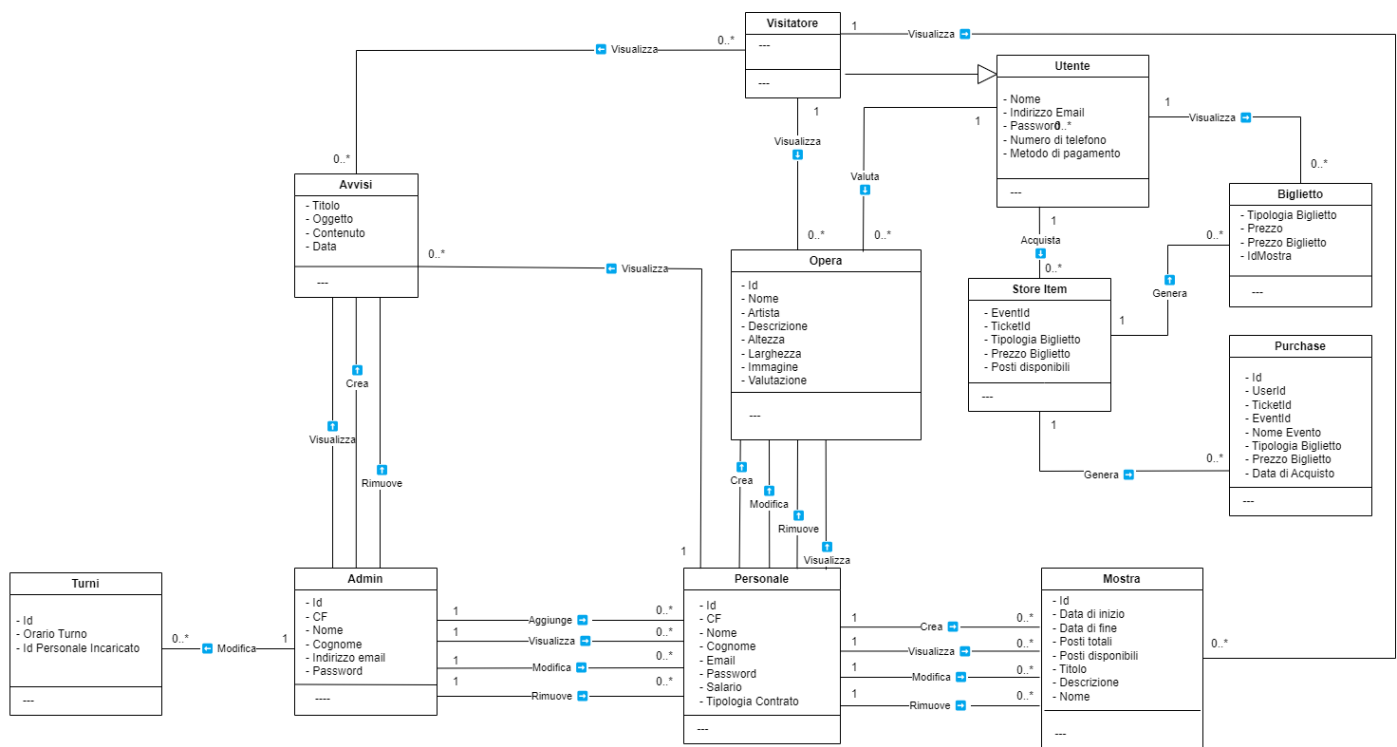 Visitatore
---
---
1
Visualizza
0..*
Visualizza
1
Visualizza
Utente
- Nome
- Indirizzo Email
- Password
0..*
- Numero di telefono
- Metodo di pagamento
---
1
Valuta
1
Visualizza
0..*
0..*
Avvisi
- Titolo
- Oggetto
- Contenuto
- Data
---
0..*
Visualizza
0..*
0..*
Opera
- Id
- Nome
- Artista
- Descrizione
- Altezza
- Larghezza
- Immagine
- Valutazione
---
1
Acquista
0..*
Store Item
- EventId
- TicketId
- Tipologia Biglietto
- Prezzo Biglietto
- Posti disponibili
---
1
Genera
0..*
Biglietto
- Tipologia Biglietto
- Prezzo
- Prezzo Biglietto
- IdMostra
---
Purchase
- Id
- UserId
- TicketId
- EventId
- Nome Evento
- Tipologia Biglietto
- Prezzo Biglietto
- Data di Acquisto
---
1
Genera
0..*
Crea
Visualizza
Rimuove
Crea
Modifica
Rimuove
Visualizza
1
Turni
- Id
- Orario Turno
- Id Personale Incaricato
---
0..*
Modifica
1
Admin
- Id
- CF
- Nome
- Cognome
- Indirizzo email
- Password
----
1
Aggiunge
0..*
1
Visualizza
0..*
1
Modifica
0..*
1
Rimuove
0..*
Personale
- Id
- CF
- Nome
- Cognome
- Email
- Password
- Salario
- Tipologia Contrato
---
1
Crea
0..*
1
Visualizza
0..*
1
Modifica
0..*
1
Rimuove
0..*
Mostra
- Id
- Data di inizio
- Data di fine
- Posti totali
- Posti disponibili
- Titolo
- Descrizione
- Nome
---
0..*